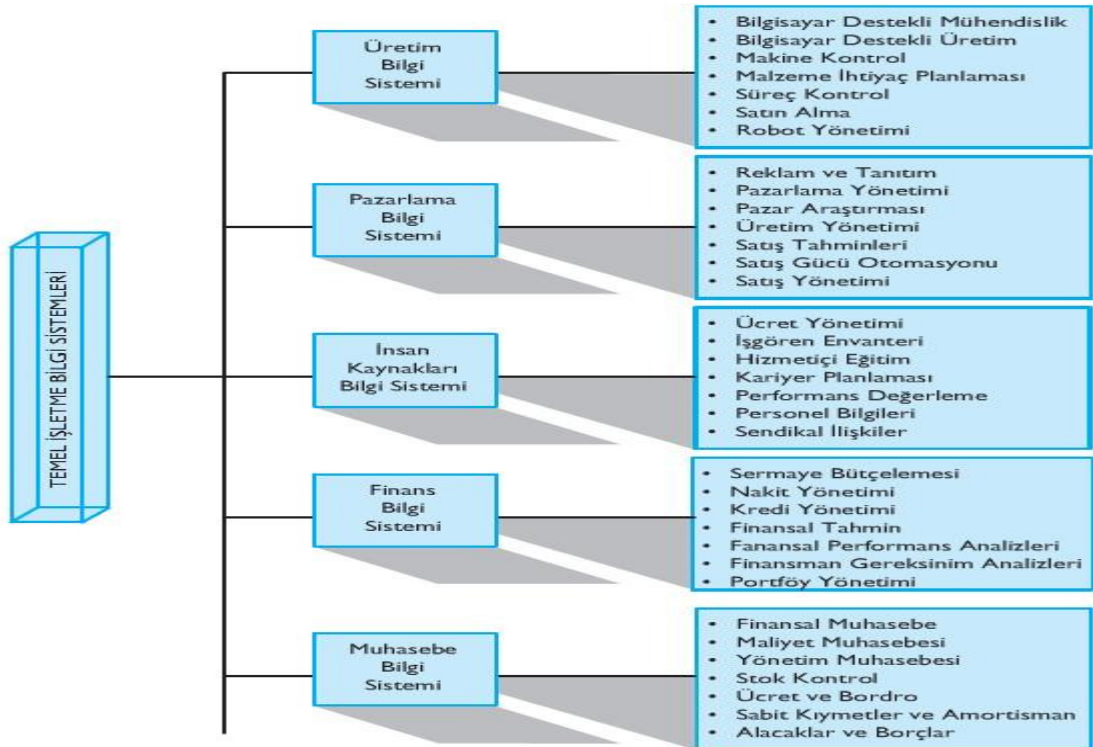 TEMEL İŞLETME BİLGİ SİSTEMLERİ
Üretim
Bilgi
Sistemi
• Bilgisayar Destekli Mühendislik
• Bilgisayar Destekli Üretim
• Makine Kontrol
• Malzeme İhtiyaç Planlaması
• Süreç Kontrol
• Satın Alma
• Robot Yönetimi
Pazarlama
Bilgi
Sistemi
• Reklam ve Tanıtım
• Pazarlama Yönetimi
• Pazar Araştırması
• Üretim Yönetimi
• Satış Tahminleri
• Satış Gücü Otomasyonu
• Satış Yönetimi
İnsan
Kaynakları
Bilgi Sistemi
• Ücret Yönetimi
• İşgören Envanteri
• Hizmetiçi Eğitim
• Kariyer Planlaması
• Performans Değerleme
• Personel Bilgileri
• Sendikal İlişkiler
Finans
Bilgi
Sistemi
• Sermaye Bütçelemesi
• Nakit Yönetimi
• Kredi Yönetimi
• Finansal Tahmin
• Fanansal Performans Analizleri
• Finansman Gereksinim Analizleri
• Portföy Yönetimi
Muhasebe
Bilgi
Sistemi
• Finansal Muhasebe
• Maliyet Muhasebesi
• Yönetim Muhasebesi
• Stok Kontrol
• Ücret ve Bordro
• Sabit Kıymetler ve Amortisman
• Alacaklar ve Borçlar